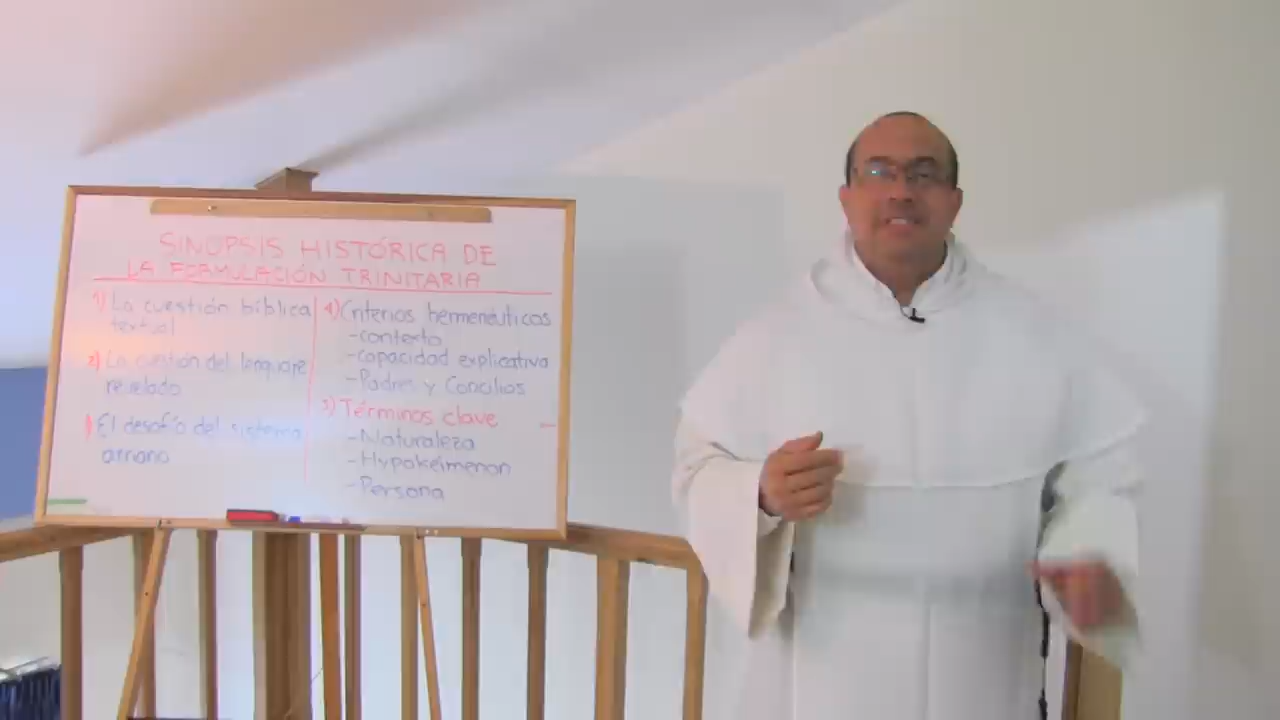 SINOPSIS HISTÓRICA DE
LA FORMULACIÓN TRINITARIA
1) La cuestión bíblica
textual
2) La cuestión del lenguaje
revelado
3) El desafío del sistema
arriano
4) Criterios hermenéuticos
- contexto
- capacidad explicativa
- Padres y Concilios
5) Términos clave
- Naturaleza
- Hypokeimenon
- Persona